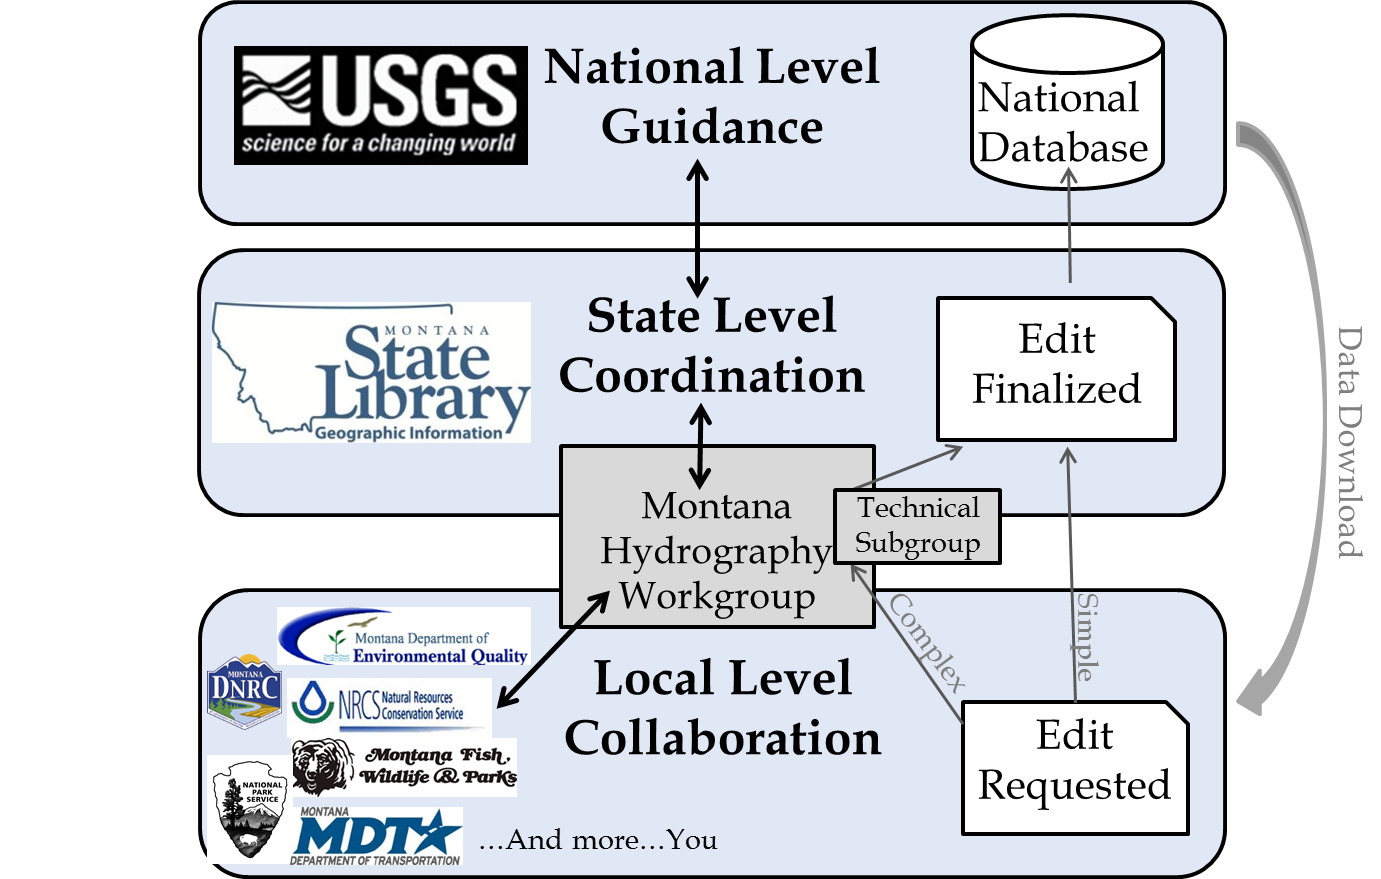 USGS
science for a changing world
National Level
Guidance
National
Database
MONTANA
State
Library
Geographic Information
State Level
Coordination
Edit
Finalized
Data Download
Montana
Hydrography
Workgroup
Technical
Subgroup
Complex
Simple
Montana Department of
Environmental Quality
MONTANA
DNRC
NRCS
Natural Resources
Conservation Service
Montana Fish,
Wildlife & Parks
NATIONAL
PARK
SERVICE
MONTANA
MDT
DEPARTMENT OF TRANSPORTATION
...And more...You
Local Level
Collaboration
Edit
Requested